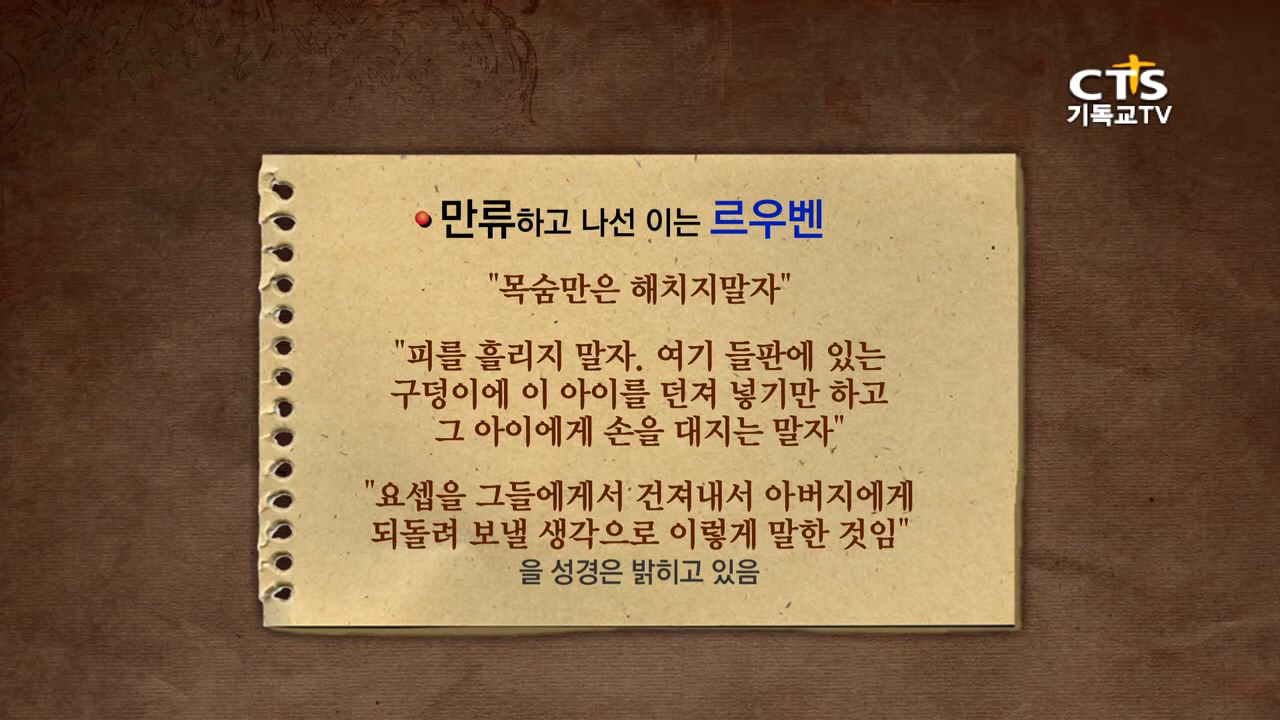 CTS
기독교TV
만류하고 나선 이는 르우벤
"목숨만은 해치지말자"
"피를 흘리지 말자. 여기 들판에 있는
구덩이에 이 아이를 던져 넣기만 하고
그 아이에게 손을 대지는 말자"
"요셉을 그들에게서 건져내서 아버지에게
되돌려 보낼 생각으로 이렇게 말한 것임"
을 성경은 밝히고 있음